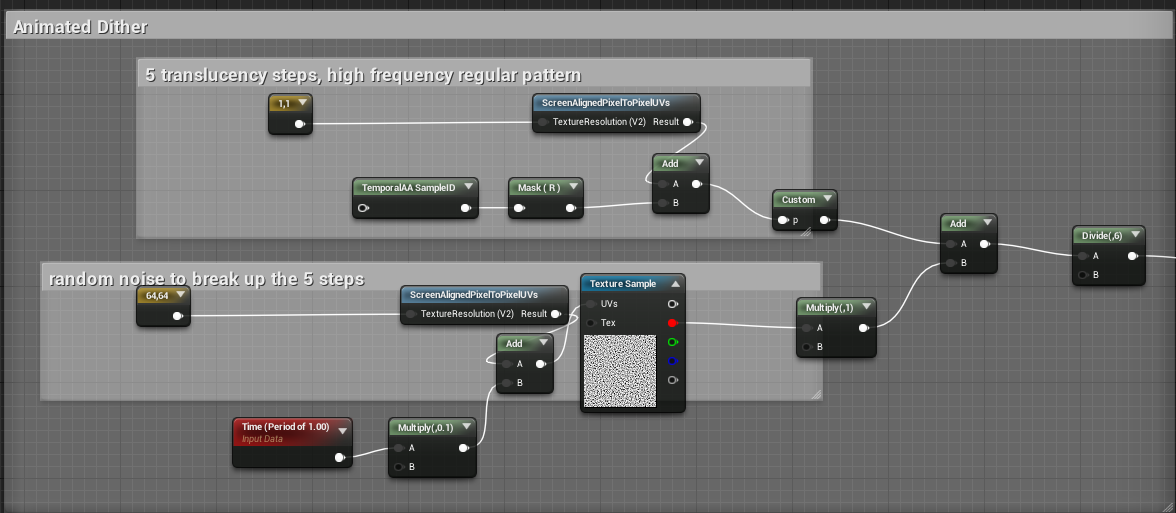 Animated Dither
5 translucency steps, high frequency regular pattern
1,1
ScreenAlignedPixelToPixelUVs
TextureResolution (V2) Result
Add
A
B
TemporalAA SampleID
Mask ( R )
Custom
p
Add
A
B
Divide(,6)
A
B
random noise to break up the 5 steps
64,64
ScreenAlignedPixelToPixelUVs
TextureResolution (V2) Result
Add
A
B
Texture Sample
UVs
Tex
Multiply(,1)
A
B
Time (Period of 1.00)
Input Data
Multiply(,0.1)
A
B